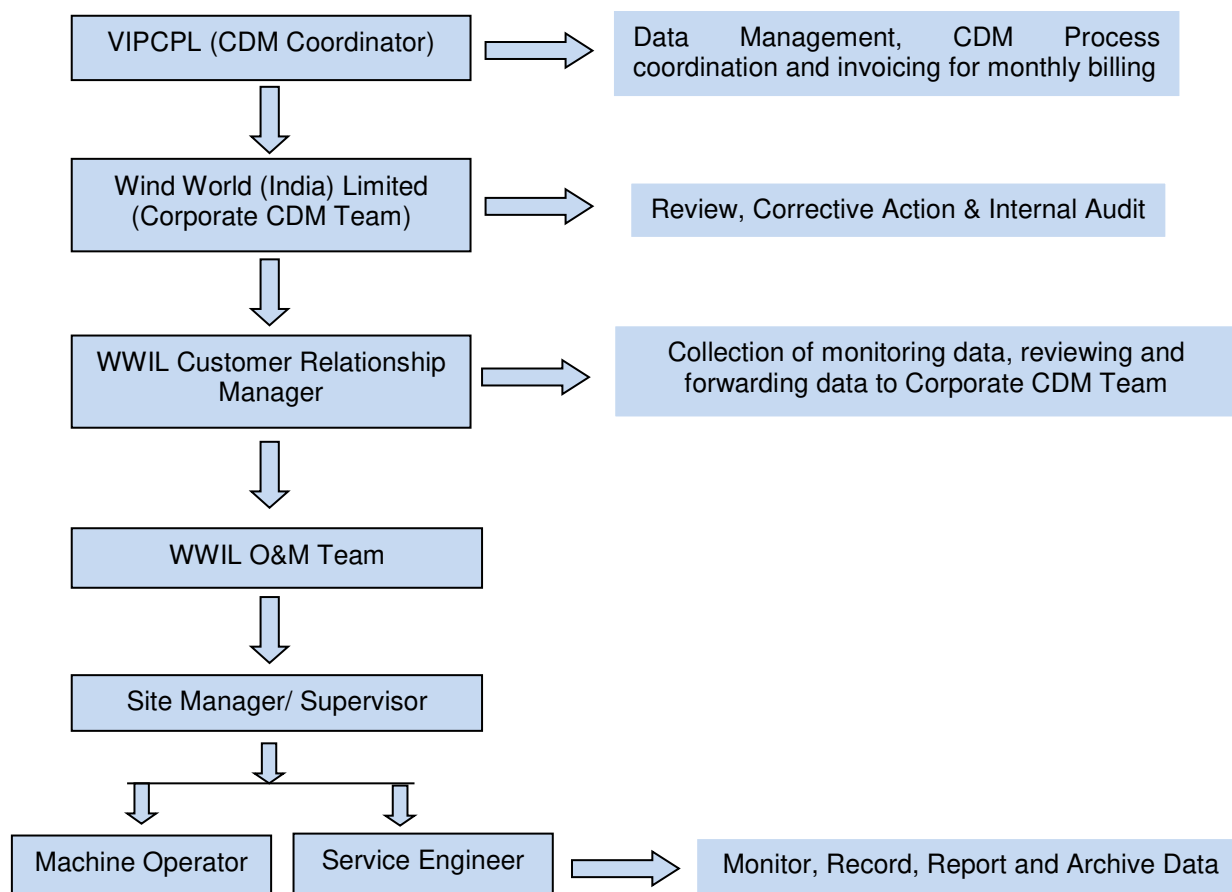 VIPCPL (CDM Coordinator)
Data Management, CDM Process
coordination and invoicing for monthly billing
Wind World (India) Limited
(Corporate CDM Team)
Review, Corrective Action & Internal Audit
WWIL Customer Relationship
Manager
Collection of monitoring data, reviewing and
forwarding data to Corporate CDM Team
WWIL O&M Team
Site Manager/ Supervisor
Machine Operator
Service Engineer
Monitor, Record, Report and Archive Data